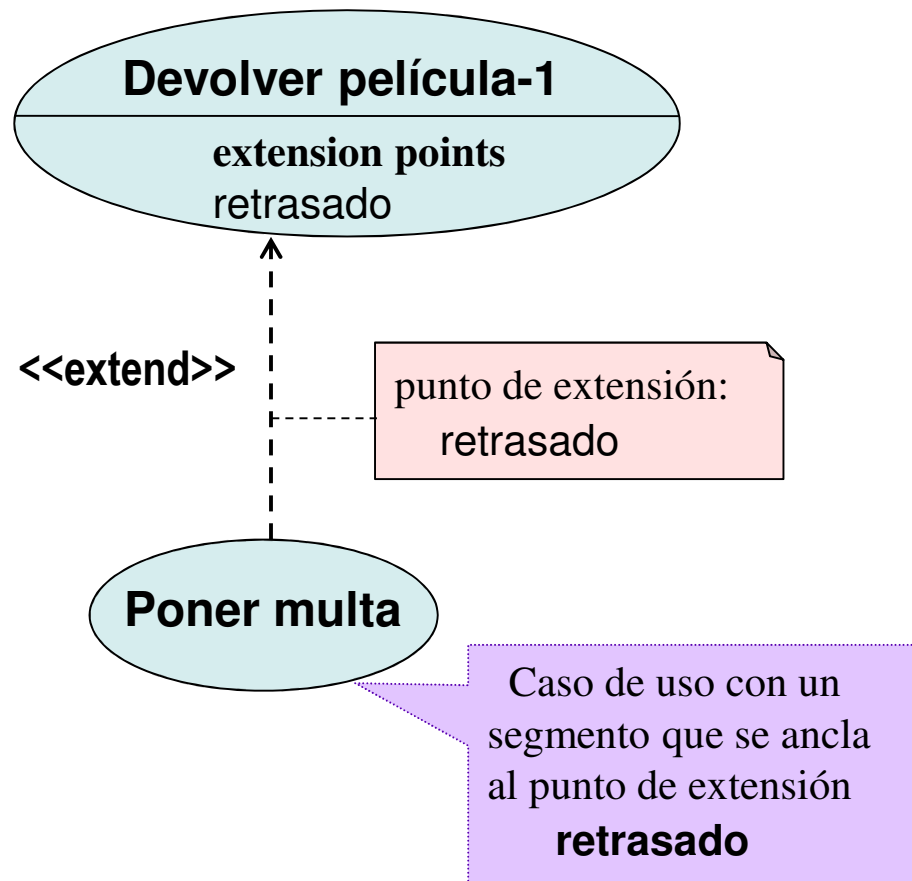 Devolver película-1
extension points
retrasado
<<extend>>
punto de extensión:
retrasado
Poner multa
Caso de uso con un
segmento que se ancla
al punto de extensión
retrasado